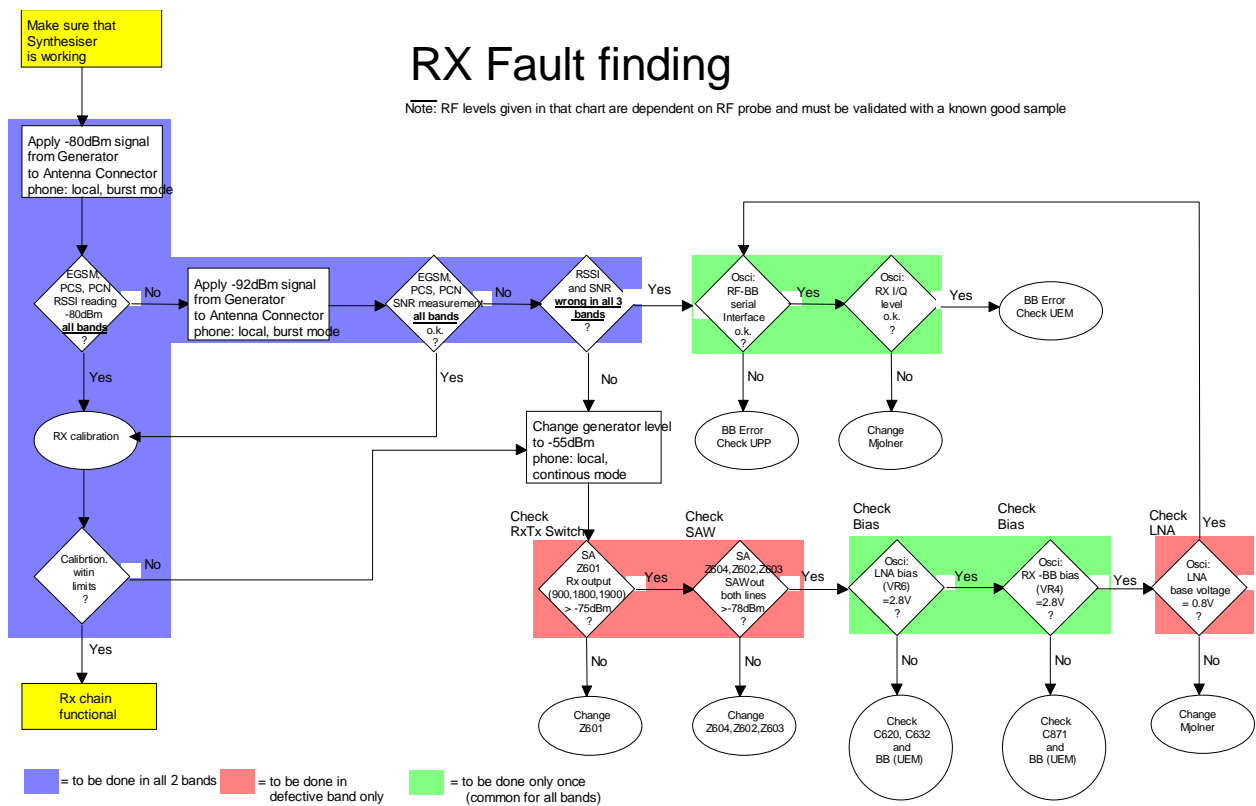 Make sure that
Synthesiser
is working
RX Fault finding
Note: RF levels given in that chart are dependent on RF probe and must be validated with a known good sample
Apply -80dBm signal
from Generator
to Antenna Connector
phone: local, burst mode
EGSM,
PCS, PCN
RSSI reading
-80dBm
all bands
?
No
Yes
Apply -92dBm signal
from Generator
to Antenna Connector
phone: local, burst mode
EGSM,
PCS, PCN
SNR measurement
all bands
o.k.
?
No
Yes
RSSI
and SNR
wrong in all 3
bands
?
Yes
No
Osci:
RF-BB
serial
Interface
o.k.
?
Yes
No
Osci:
RX I/Q
level
o.k.
?
Yes
No
BB Error
Check UEM
RX calibration
Change generator level
to -55dBm
phone: local,
continous mode
BB Error
Check UPP
Change
Mjolner
Calibrtion.
witin
limits
?
No
Yes
Check
RxTx Switch
SA
Z601
Rx output
(900,1800,1900)
> -75dBm
?
Yes
No
Check
SAW
SA
Z604,Z602,Z603
SAWout
both lines
>-78dBm
?
Yes
No
Check
Bias
Osci:
LNA bias
(VR6)
=2.8V
?
Yes
No
Check
Bias
Osci:
RX -BB bias
(VR4)
=2.8V
?
Yes
No
Check
LNA
Yes
Osci:
LNA
base voltage
= 0.8V
?
No
Rx chain
functional
Change
Z601
Change
Z604,Z602,Z603
Check
C620, C632
and
BB (UEM)
Check
C871
and
BB (UEM)
Change
Mjolner
= to be done in all 2 bands
= to be done in
defective band only
= to be done only once
(common for all bands)